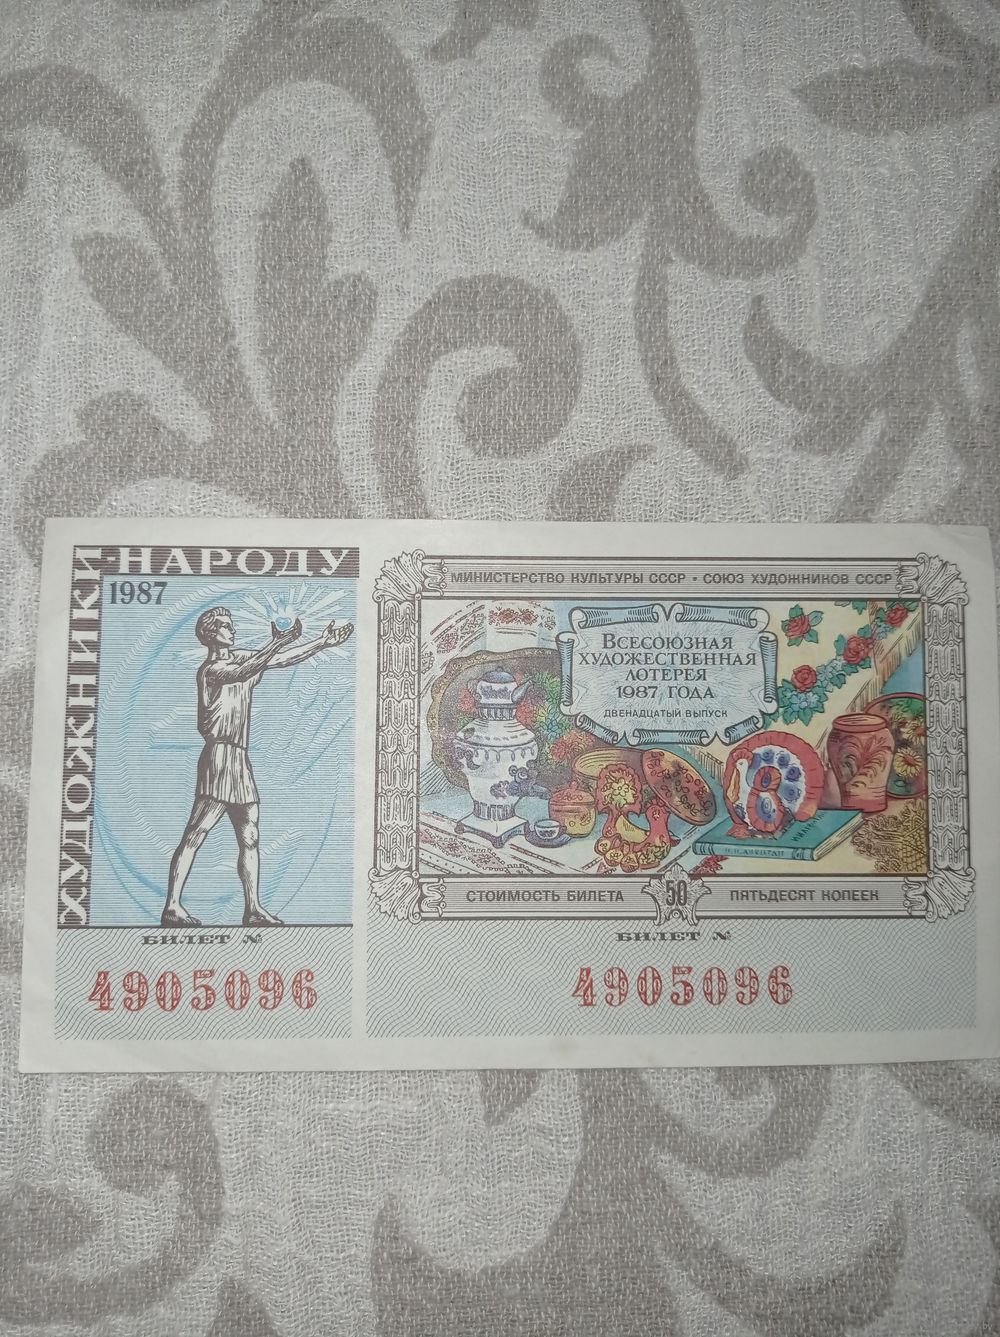 ХУДОЖНИКИ-НАРОДУ
1987
БИЛЕТ №
4905096
МИНИСТЕРСТВО КУЛЬТУРЫ СССР • СОЮЗ ХУДОЖНИКОВ СССР
ВСЕСОЮЗНАЯ
ХУДОЖЕСТВЕННАЯ
ЛОТЕРЕЯ
1987 ГОДА
ДВЕНАДЦАТЫЙ ВЫПУСК
СТОИМОСТЬ БИЛЕТА 50 ПЯТЬДЕСЯТ КОПЕЕК
БИЛЕТ №
4905096